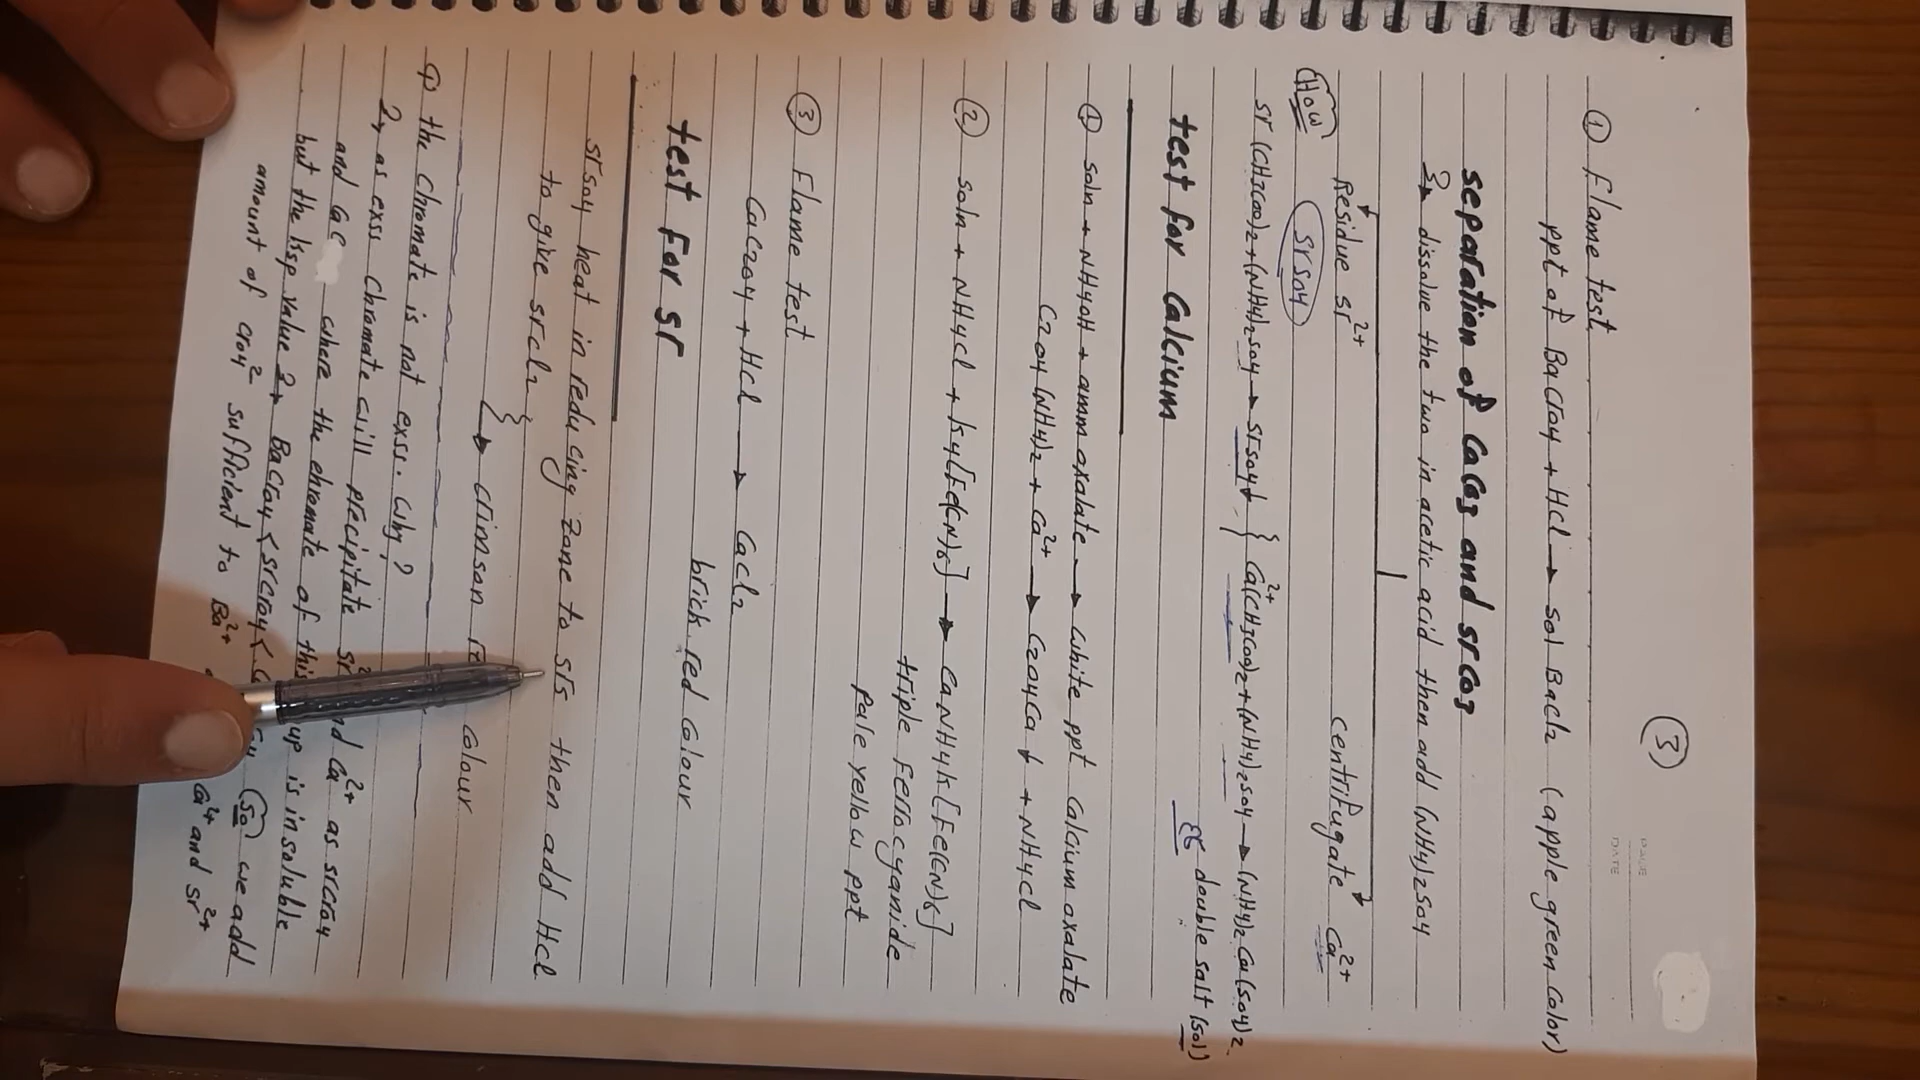 3
PAGE
DATE
① Flame test
ppt of BaCro4 + Hcl → sol Bacl2 (apple green color)
separation of CaCo3 and srco3
dissolve the two in acetic acid then add (NH4)2so4
Residue sr2+ centrifugate Ca2+
How srso4
sr(CH3coo)2+(NH4)2so4 → srso4↓ { Ca2+(CH3coo)2+(NH4)2so4 → (NH4)2 Ca(so4)2
double salt (sol)
test for Calcium
① soln + NH4OH + amm oxalate → white ppt calcium oxalate
C2o4(NH4)2 + Ca2+ → C2o4Ca↓ + NH4cl
② soln + NH4cl + k4[Fe(CN)6] → CaNH4k[Fe(CN)6]
triple Ferrocyanide
pale yellow ppt
③ Flame test
CaC2o4 + Hcl → Cacl2
brick red colour
test for sr
srso4 heat in reducing zone to srs then add Hcl
to give srcl2 } → crimson colour
the chromate is not exss. why?
as exss chromate will precipitate sr2+ and Ca2+ as srcro4
and where the chromate of this is insoluble
but the ksp value BaCro4 < srcro4 < so we add
amount of cro4 2- sufficient to Ba2+ Ca2+ and sr2+